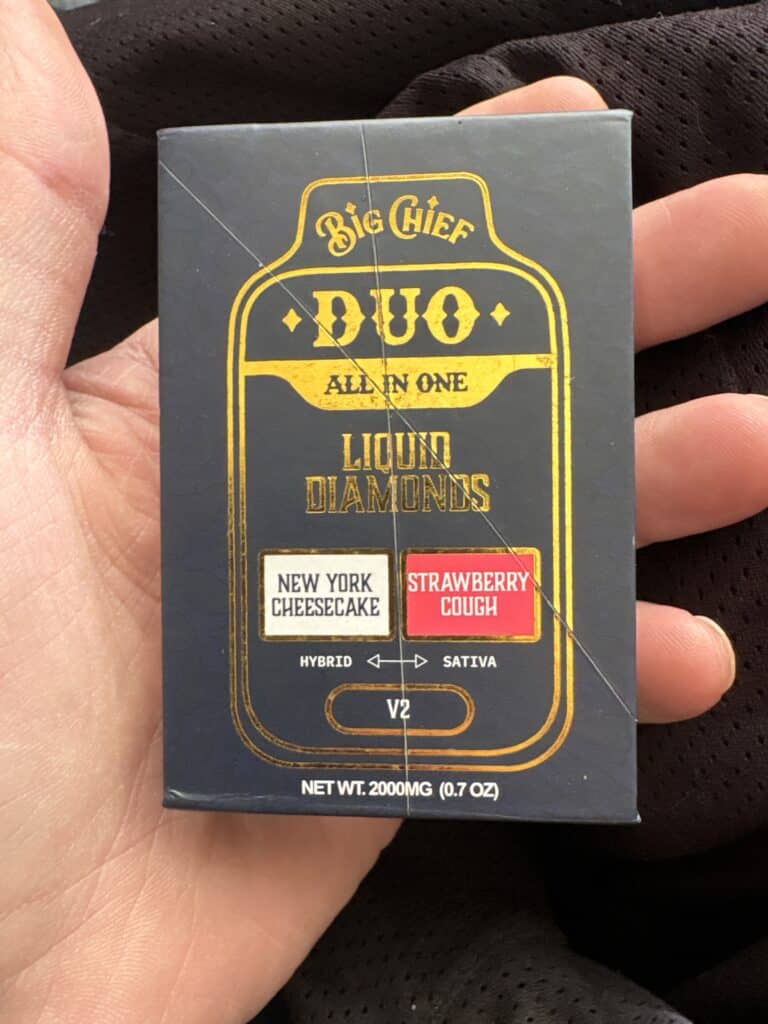 BIG CHIEF
DUO
ALL IN ONE
LIQUID
DIAMONDS
NEW YORK
CHEESECAKE
STRAWBERRY
COUGH
HYBRID
SATIVA
V2
NET WT. 2000MG (0.7 OZ)